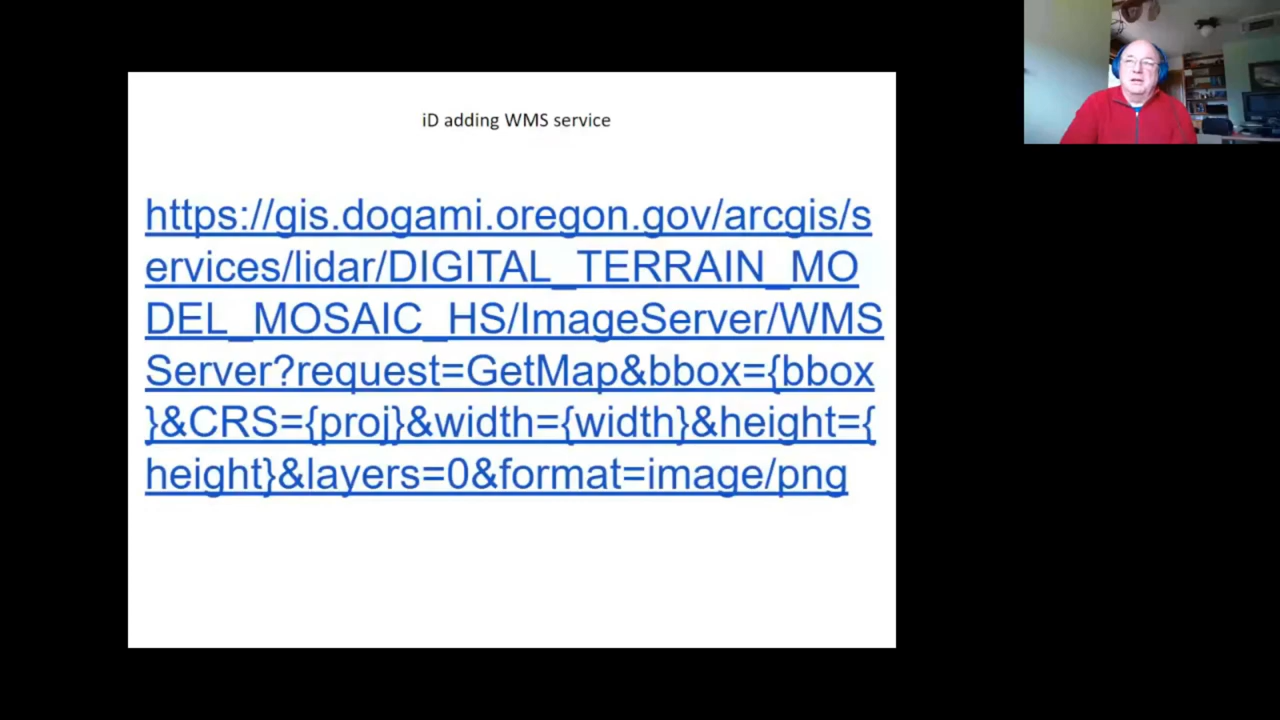 iD adding WMS service
https://gis.dogami.oregon.gov/arcgis/s
ervices/lidar/DIGITAL_TERRAIN_MO
DEL_MOSAIC_HS/ImageServer/WMS
Server?request=GetMap&bbox={bbox
}&CRS={proj}&width={width}&height={
height}&layers=0&format=image/png